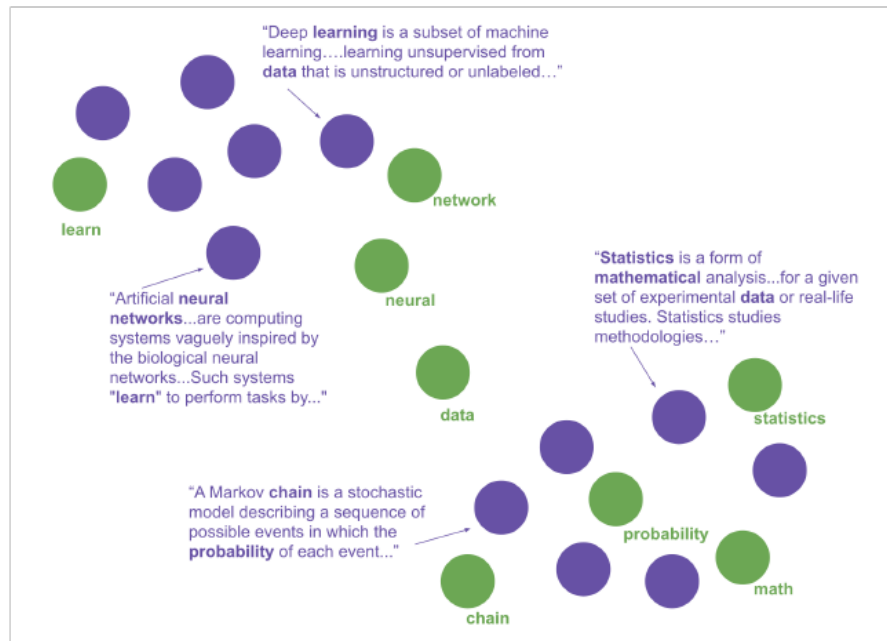 “Deep learning is a subset of machine
learning….learning unsupervised from
data that is unstructured or unlabeled…”
network
learn
“Statistics is a form of
mathematical analysis...for a given
set of experimental data or real-life
studies. Statistics studies
methodologies…”
“Artificial neural
networks...are computing
systems vaguely inspired by
the biological neural
networks...Such systems
"learn" to perform tasks by...”
neural
data
statistics
“A Markov chain is a stochastic
model describing a sequence of
possible events in which the
probability of each event...”
probability
chain
math